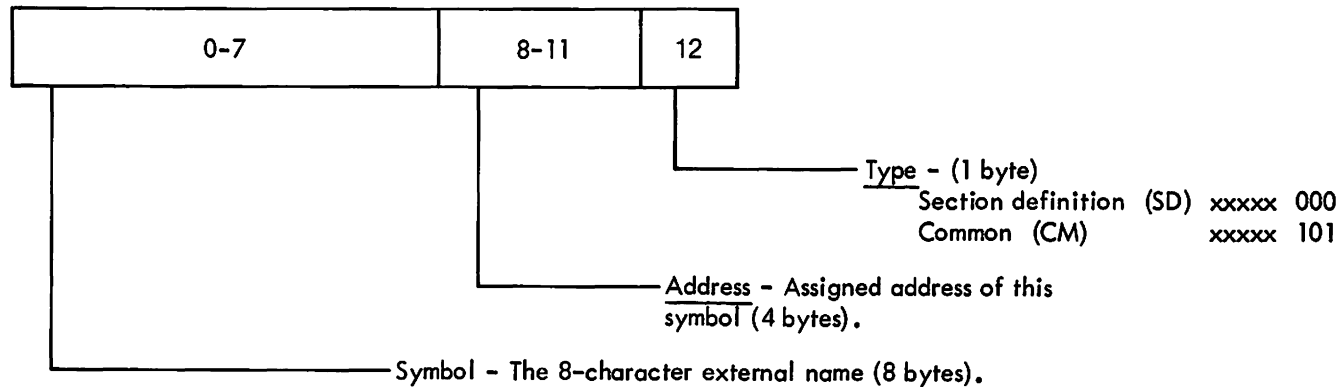 0-7 8-11 12
Type - (1 byte)
Section definition (SD) xxxxx 000
Common (CM) xxxxx 101
Address - Assigned address of this
symbol (4 bytes).
Symbol - The 8-character external name (8 bytes).